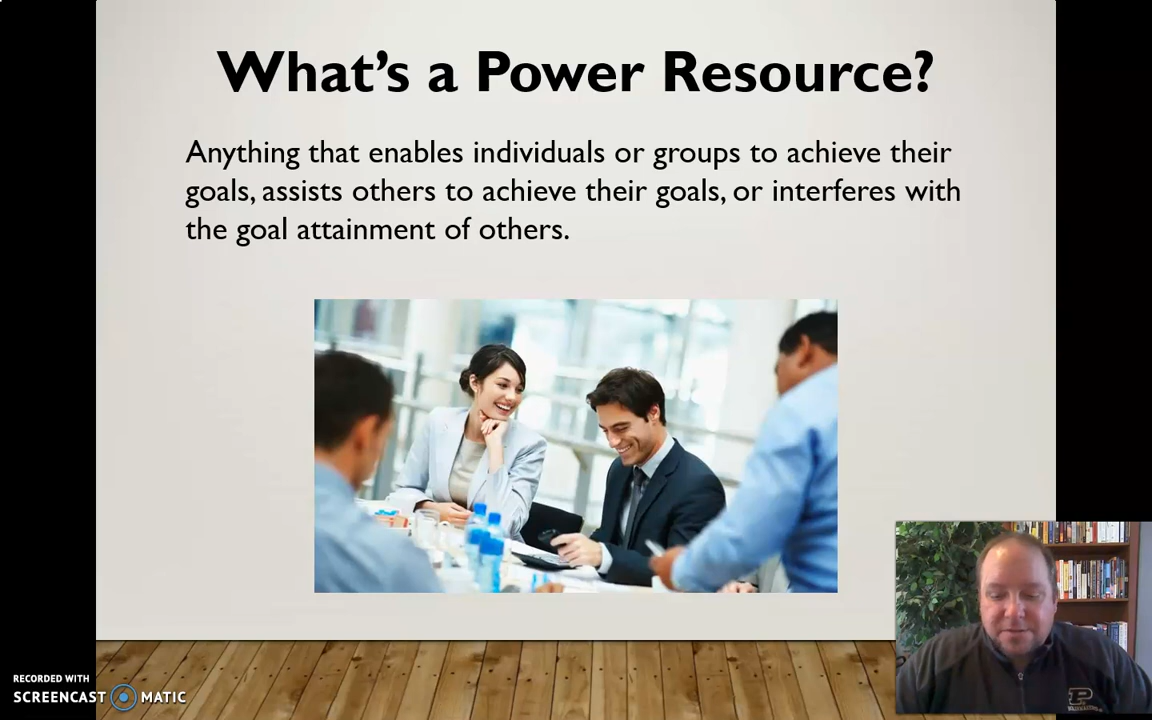 What’s a Power Resource?
Anything that enables individuals or groups to achieve their
goals, assists others to achieve their goals, or interferes with
the goal attainment of others.
RECORDED WITH
SCREENCAST MATIC
P